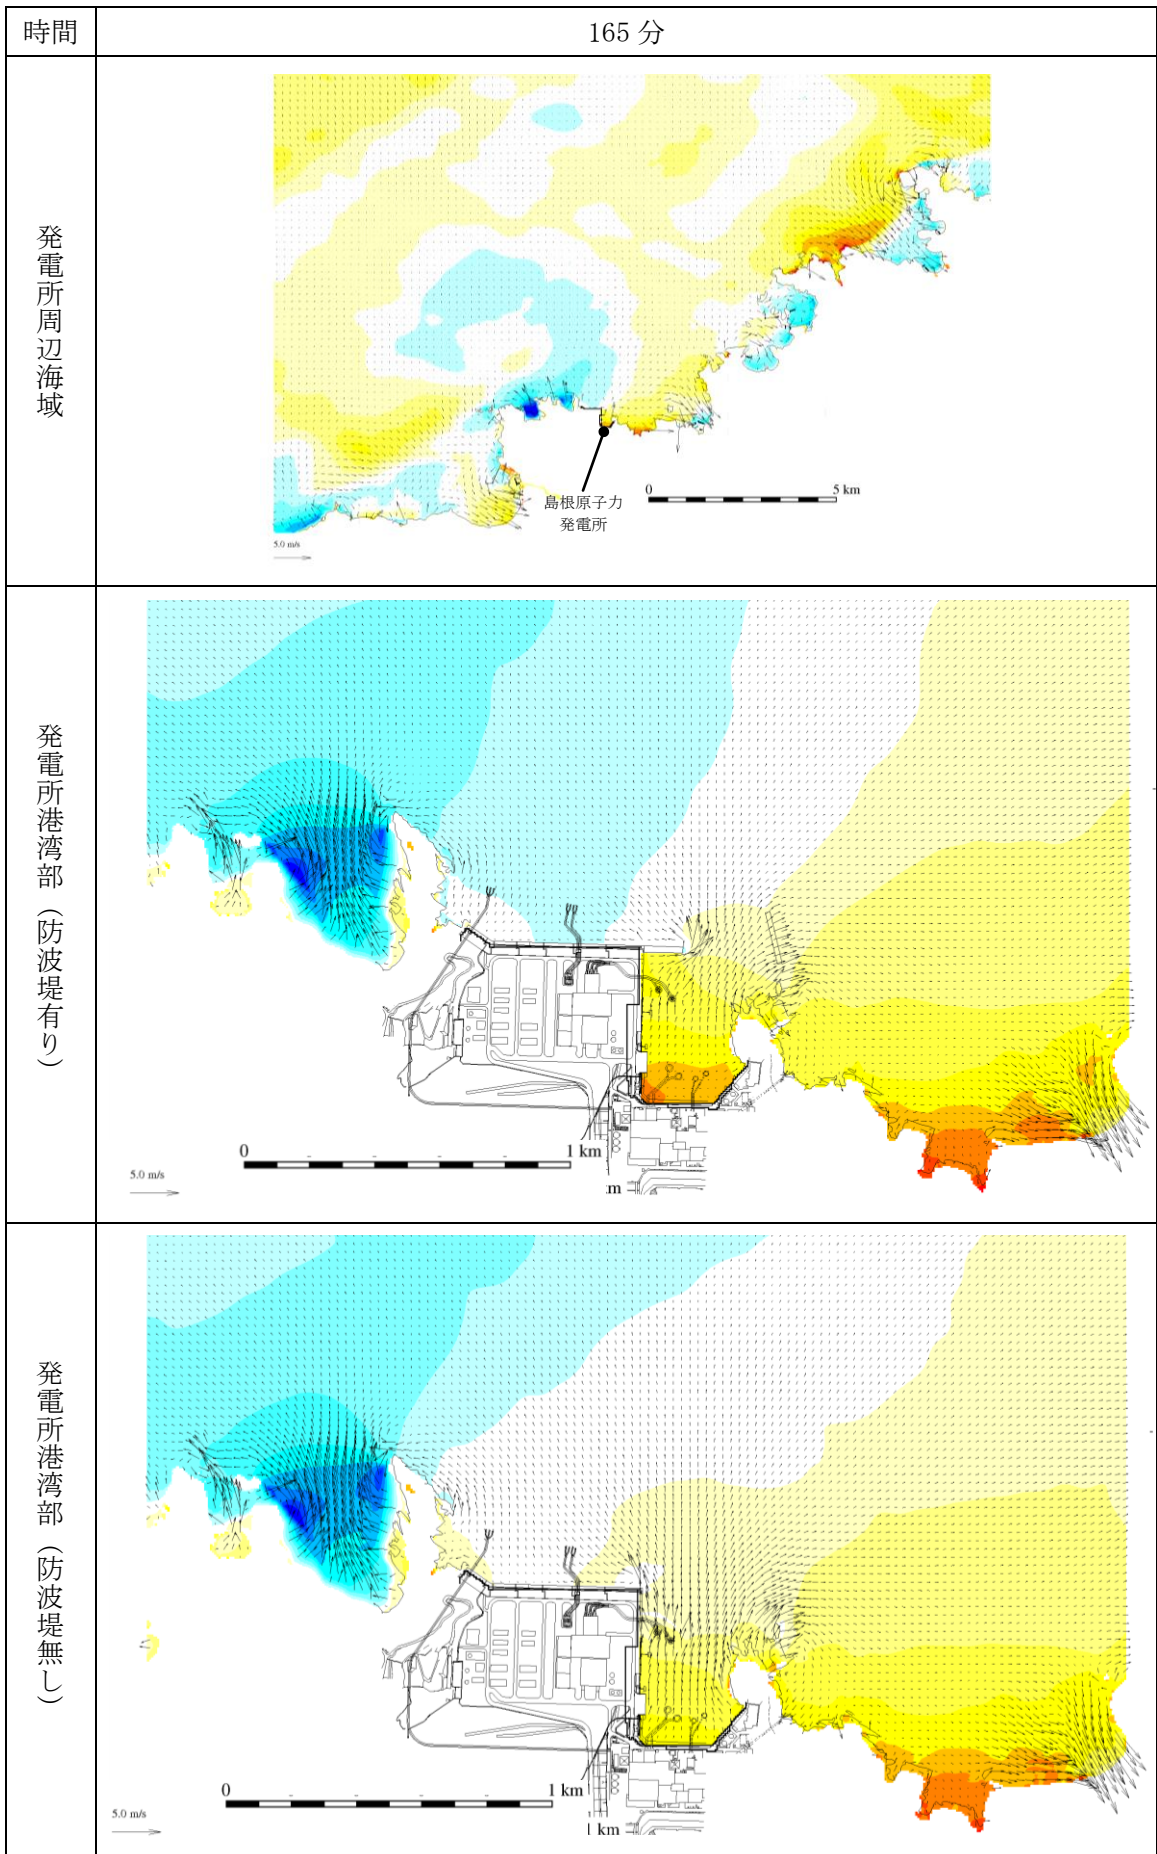 時間
165 分
発電所周辺海域
島根原子力
発電所
0
5 km
5.0 m/s
発電所港湾部（防波堤有り）
0
1 km
5.0 m/s
.m
発電所港湾部（防波堤無し）
0
1 km
5.0 m/s
km